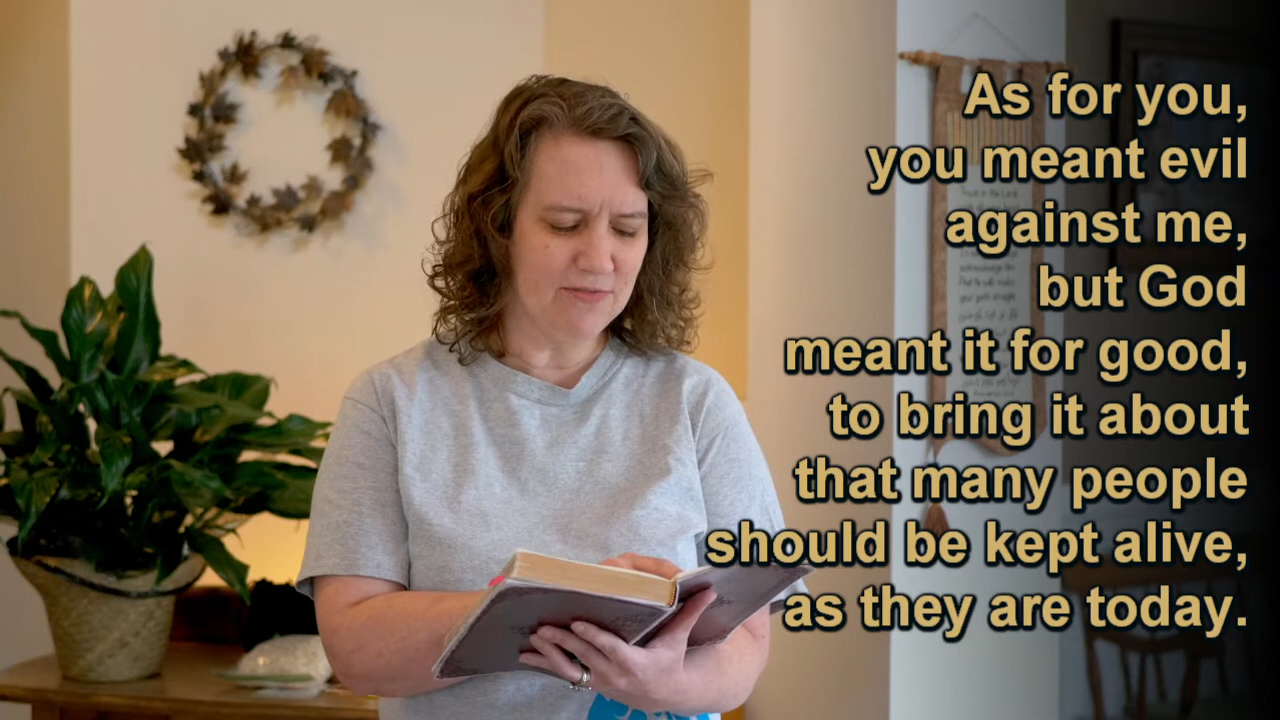 As for you,
you meant evil
against me,
but God
meant it for good,
to bring it about
that many people
should be kept alive,
as they are today.